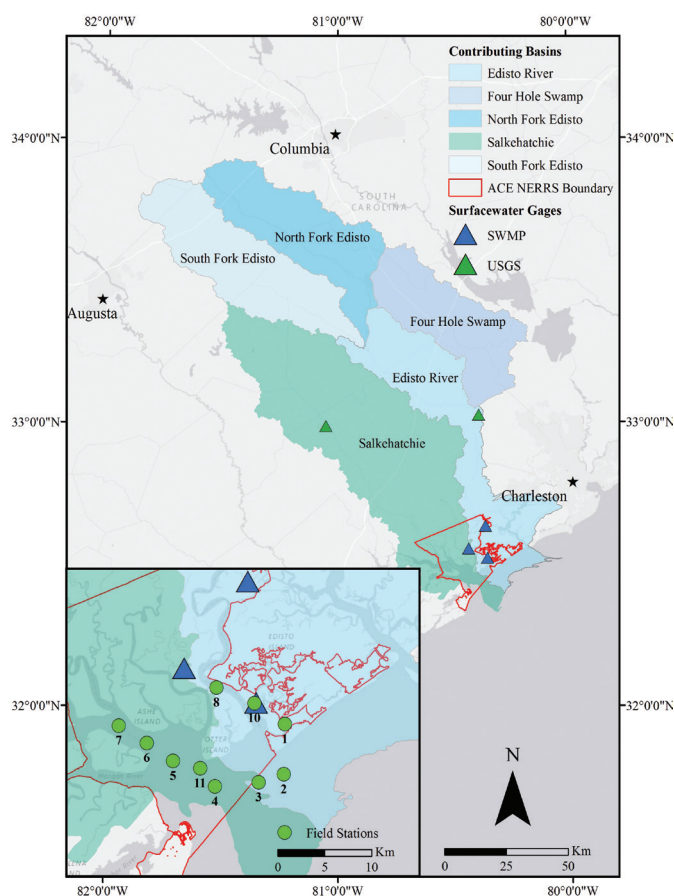 82°0'0"W 81°0'0"W 80°0'0"W
34°0'0"N
33°0'0"N
32°0'0"N
34°0'0"N
33°0'0"N
32°0'0"N
Contributing Basins
Edisto River
Four Hole Swamp
North Fork Edisto
Salkehatchie
South Fork Edisto
ACE NERRS Boundary
Surfacewater Gages
SWMP
USGS
Columbia
SOUTH
CAROLINA
North Fork Edisto
South Fork Edisto
Augusta
Four Hole Swamp
Edisto River
Salkehatchie
Charleston
EDISTO
ISLAND
ASHE
ISLAND
OTTER
ISLAND
8
10
1
7
6
5
11
4
3
2
Morgan River
ENA
ND
Field Stations
0 5 10 Km
N
0 25 50 Km
82°0'0"W 81°0'0"W 80°0'0"W